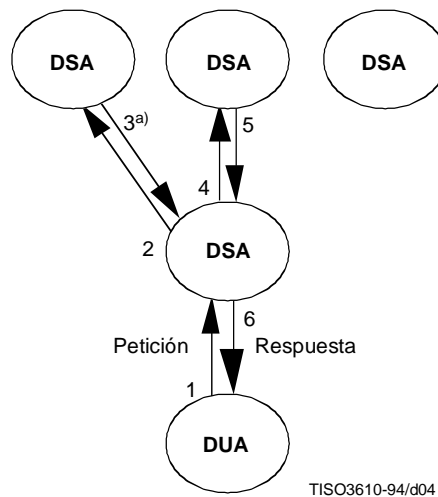 DSA
DSA
DSA
3a)
5
4
2
DSA
6
Petición
Respuesta
1
DUA
TISO3610-94/d04